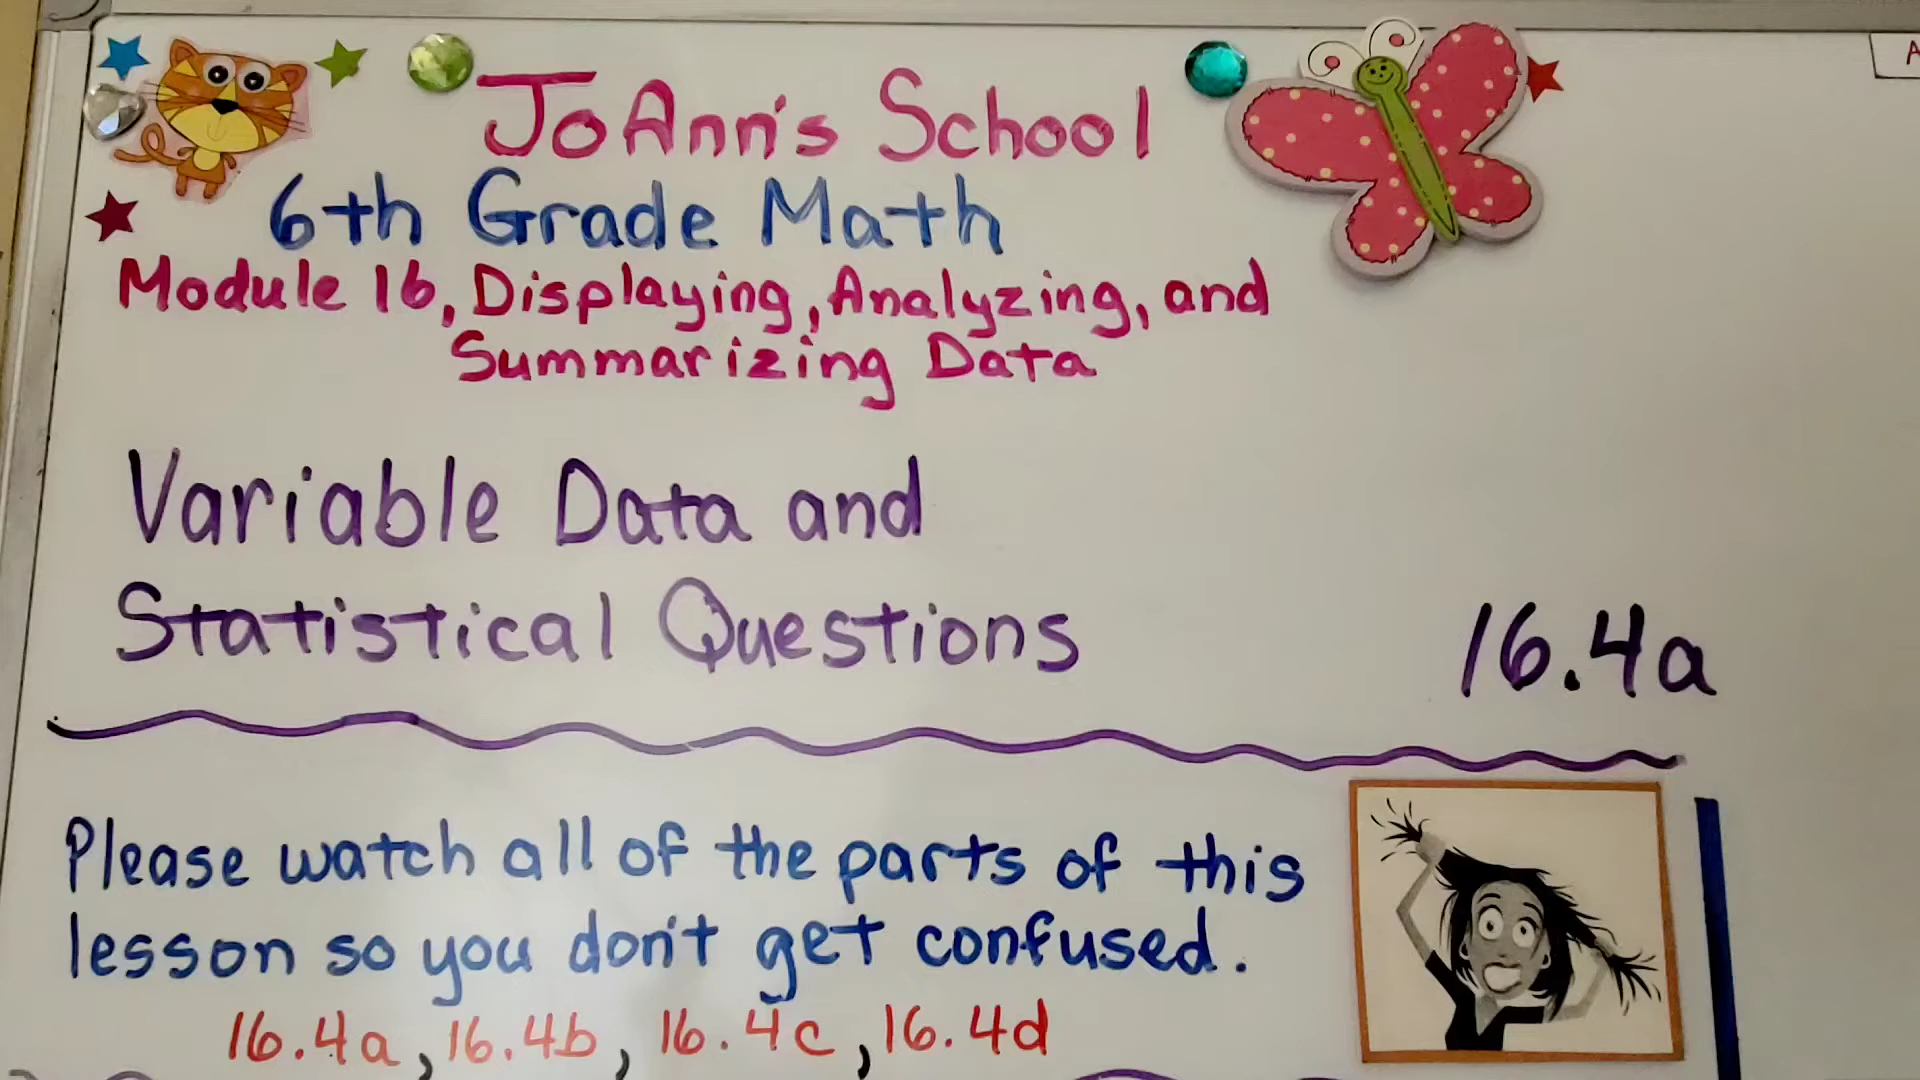 JoAnn's School
6th Grade Math
Module 16, Displaying, Analyzing, and
Summarizing Data
Variable Data and
Statistical Questions
16.4a
Please watch all of the parts of this
lesson so you don't get confused.
16.4a, 16.4b, 16.4c, 16.4d